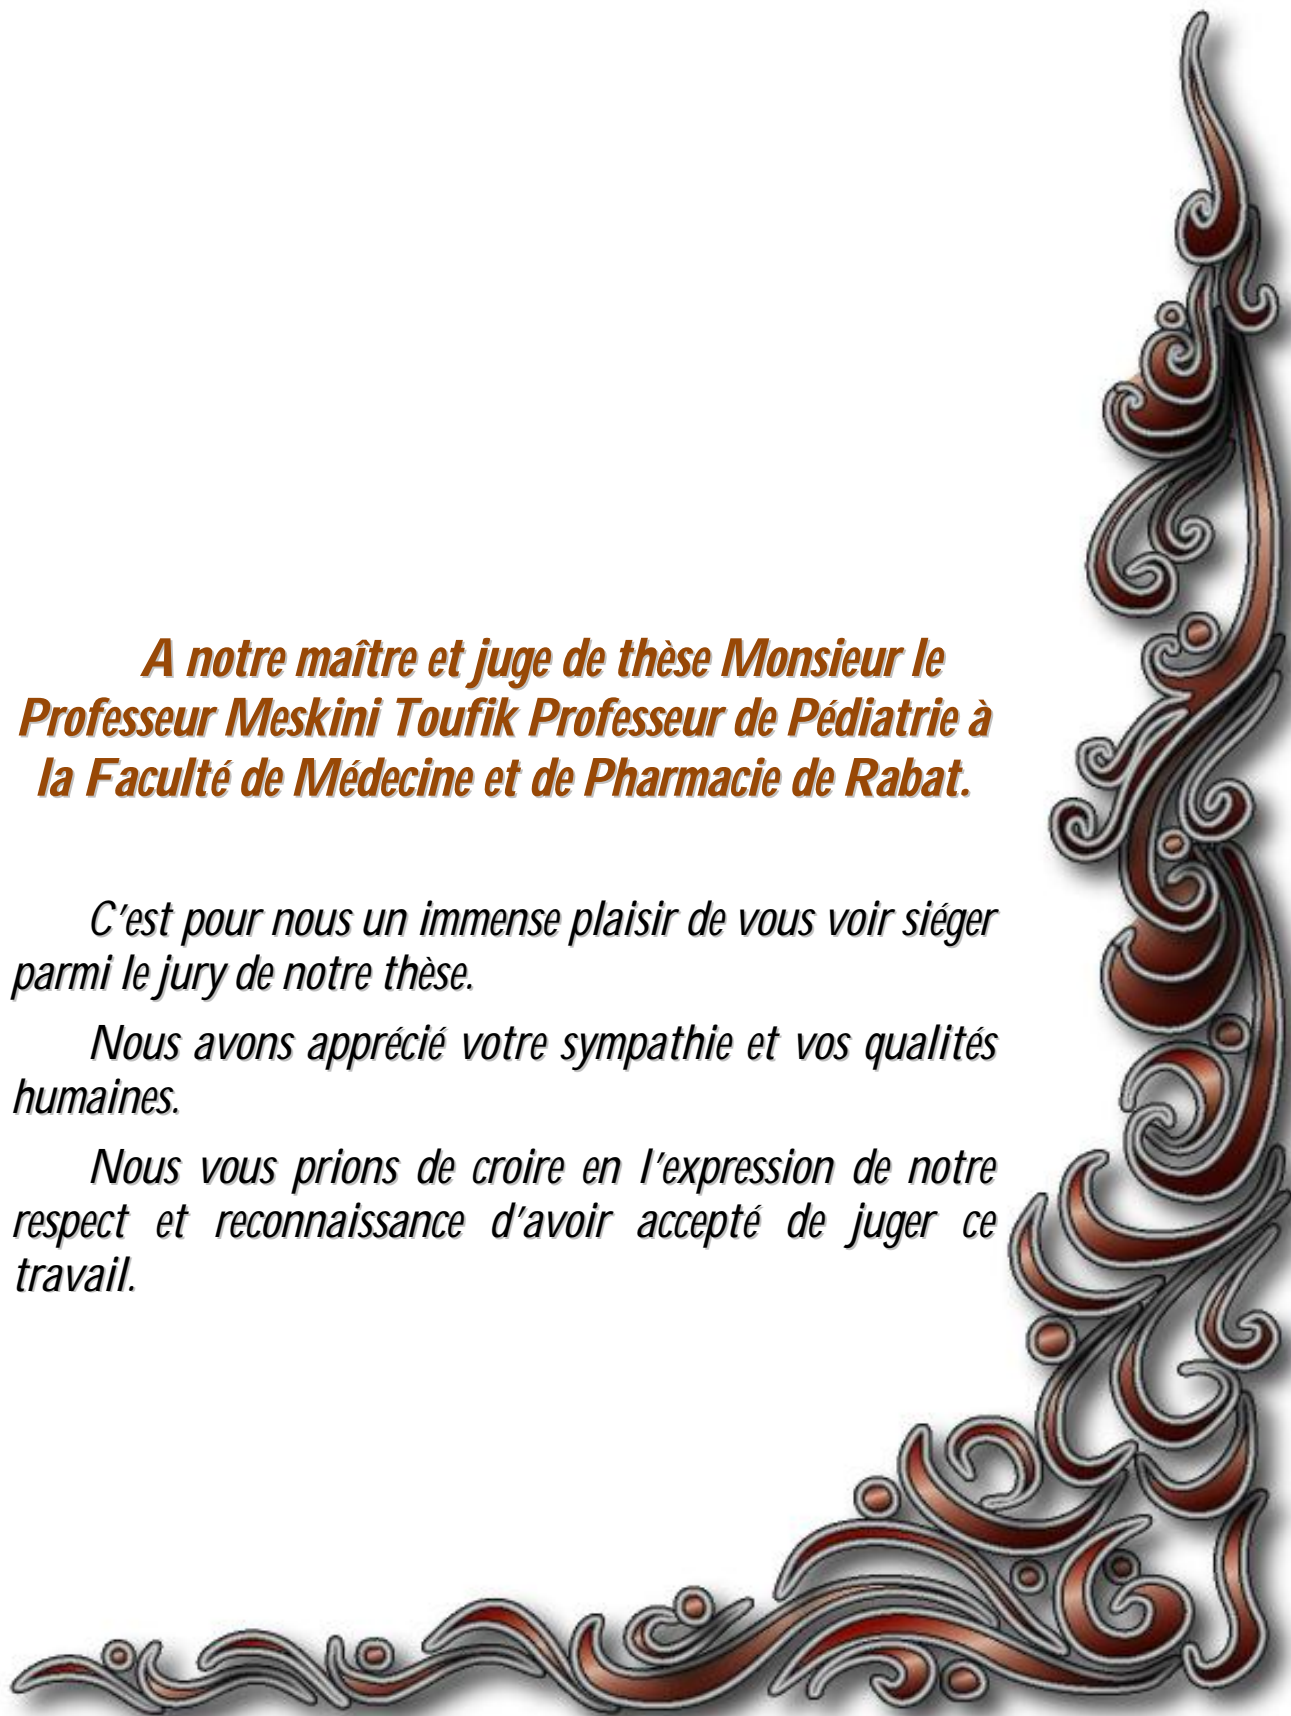 A notre maître et juge de thèse Monsieur le
Professeur Meskini Toufik Professeur de Pédiatrie à
la Faculté de Médecine et de Pharmacie de Rabat.
C'est pour nous un immense plaisir de vous voir siéger
parmi le jury de notre thèse.
Nous avons apprécié votre sympathie et vos qualités
humaines.
Nous vous prions de croire en l'expression de notre
respect et reconnaissance d'avoir accepté de juger ce
travail.